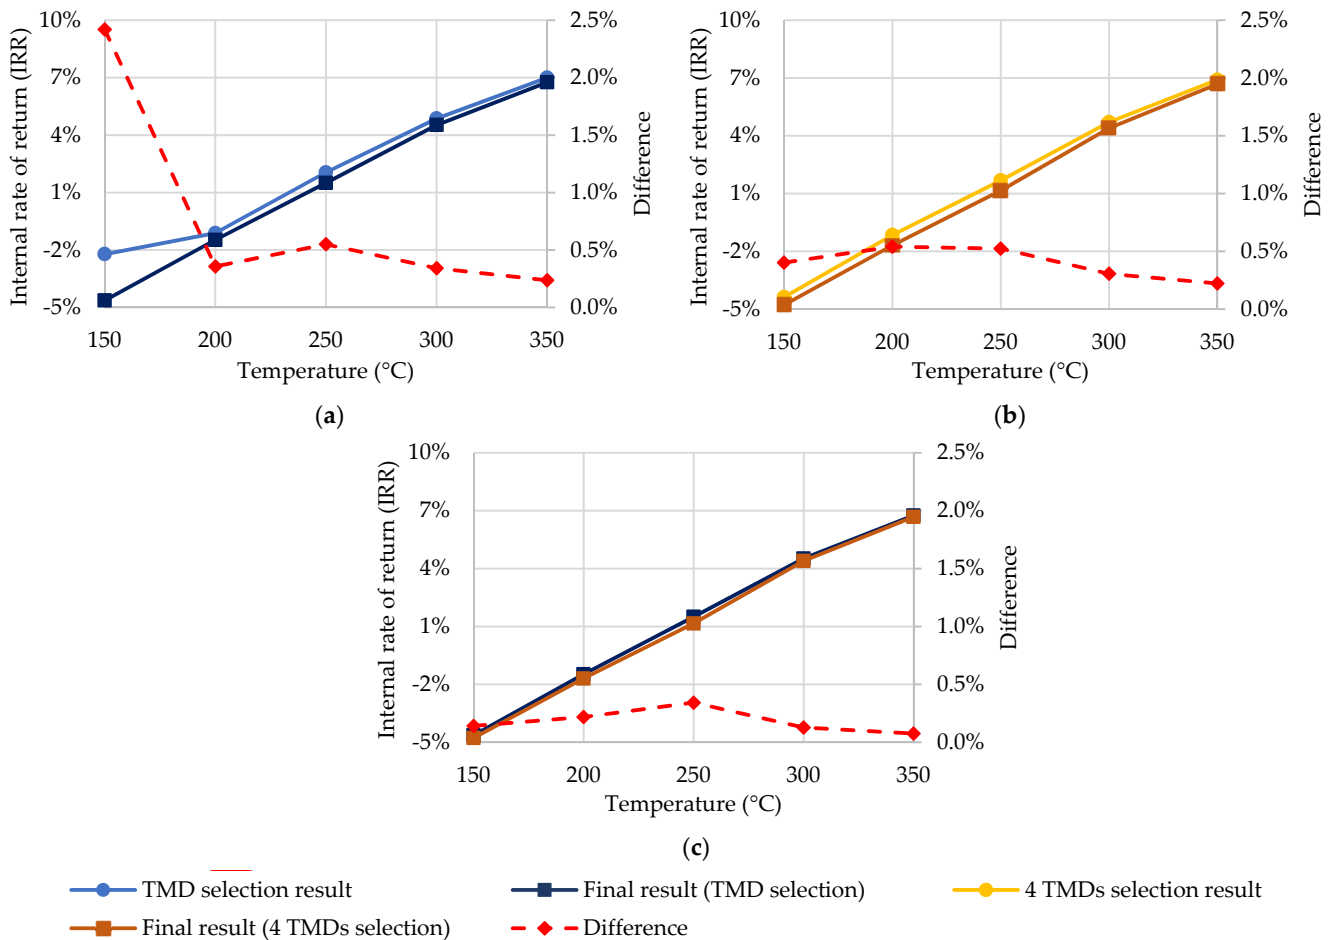 Internal rate of return (IRR)
10%
7%
4%
1%
-2%
-5%
2.5%
2.0%
1.5%
1.0%
0.5%
0.0%
Difference
150 200 250 300 350
Temperature (°C)
(a)
Internal rate of return (IRR)
10%
7%
4%
1%
-2%
-5%
2.5%
2.0%
1.5%
1.0%
0.5%
0.0%
Difference
150 200 250 300 350
Temperature (°C)
(b)
Internal rate of return (IRR)
10%
7%
4%
1%
-2%
-5%
2.5%
2.0%
1.5%
1.0%
0.5%
0.0%
Difference
150 200 250 300 350
Temperature (°C)
(c)
TMD selection result Final result (TMD selection) 4 TMDs selection result
Final result (4 TMDs selection) Difference